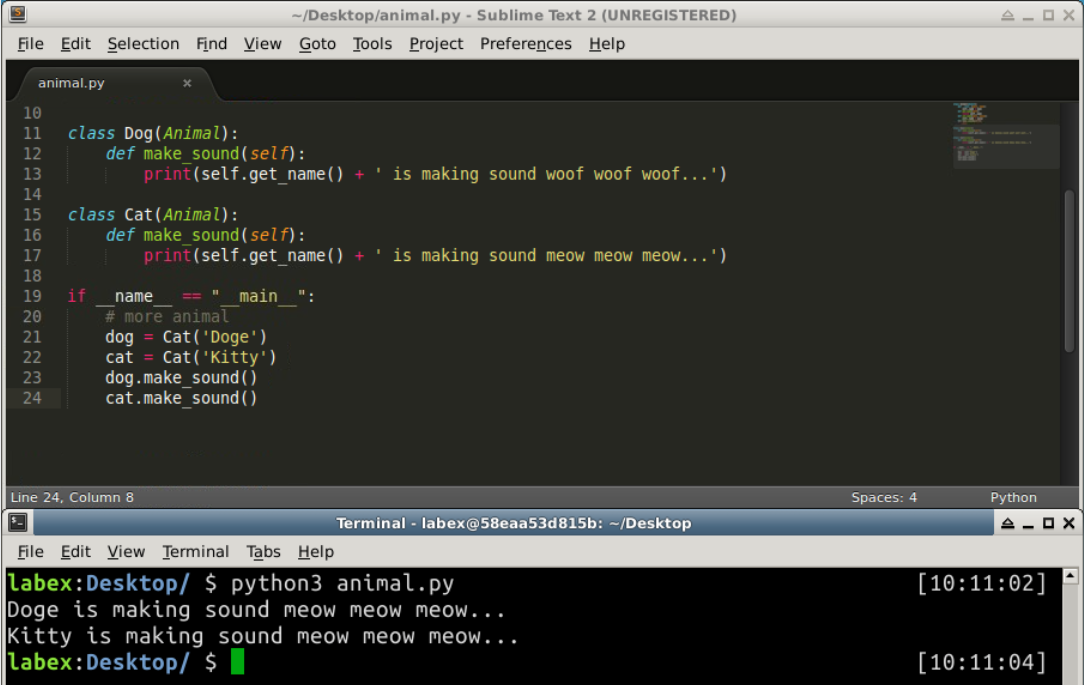 ~/Desktop/animal.py - Sublime Text 2 (UNREGISTERED)
File Edit Selection Find View Goto Tools Project Preferences Help
animal.py ×
10
11 class Dog(Animal):
12     def make_sound(self):
13         print(self.get_name() + ' is making sound woof woof woof...')
14
15 class Cat(Animal):
16     def make_sound(self):
17         print(self.get_name() + ' is making sound meow meow meow...')
18
19 if __name__ == "__main__":
20     # more animal
21     dog = Cat('Doge')
22     cat = Cat('Kitty')
23     dog.make_sound()
24     cat.make_sound()
Line 24, Column 8 Spaces: 4 Python
Terminal - labex@58eaa53d815b: ~/Desktop
File Edit View Terminal Tabs Help
labex:Desktop/ $ python3 animal.py [10:11:02]
Doge is making sound meow meow meow...
Kitty is making sound meow meow meow...
labex:Desktop/ $ [10:11:04]